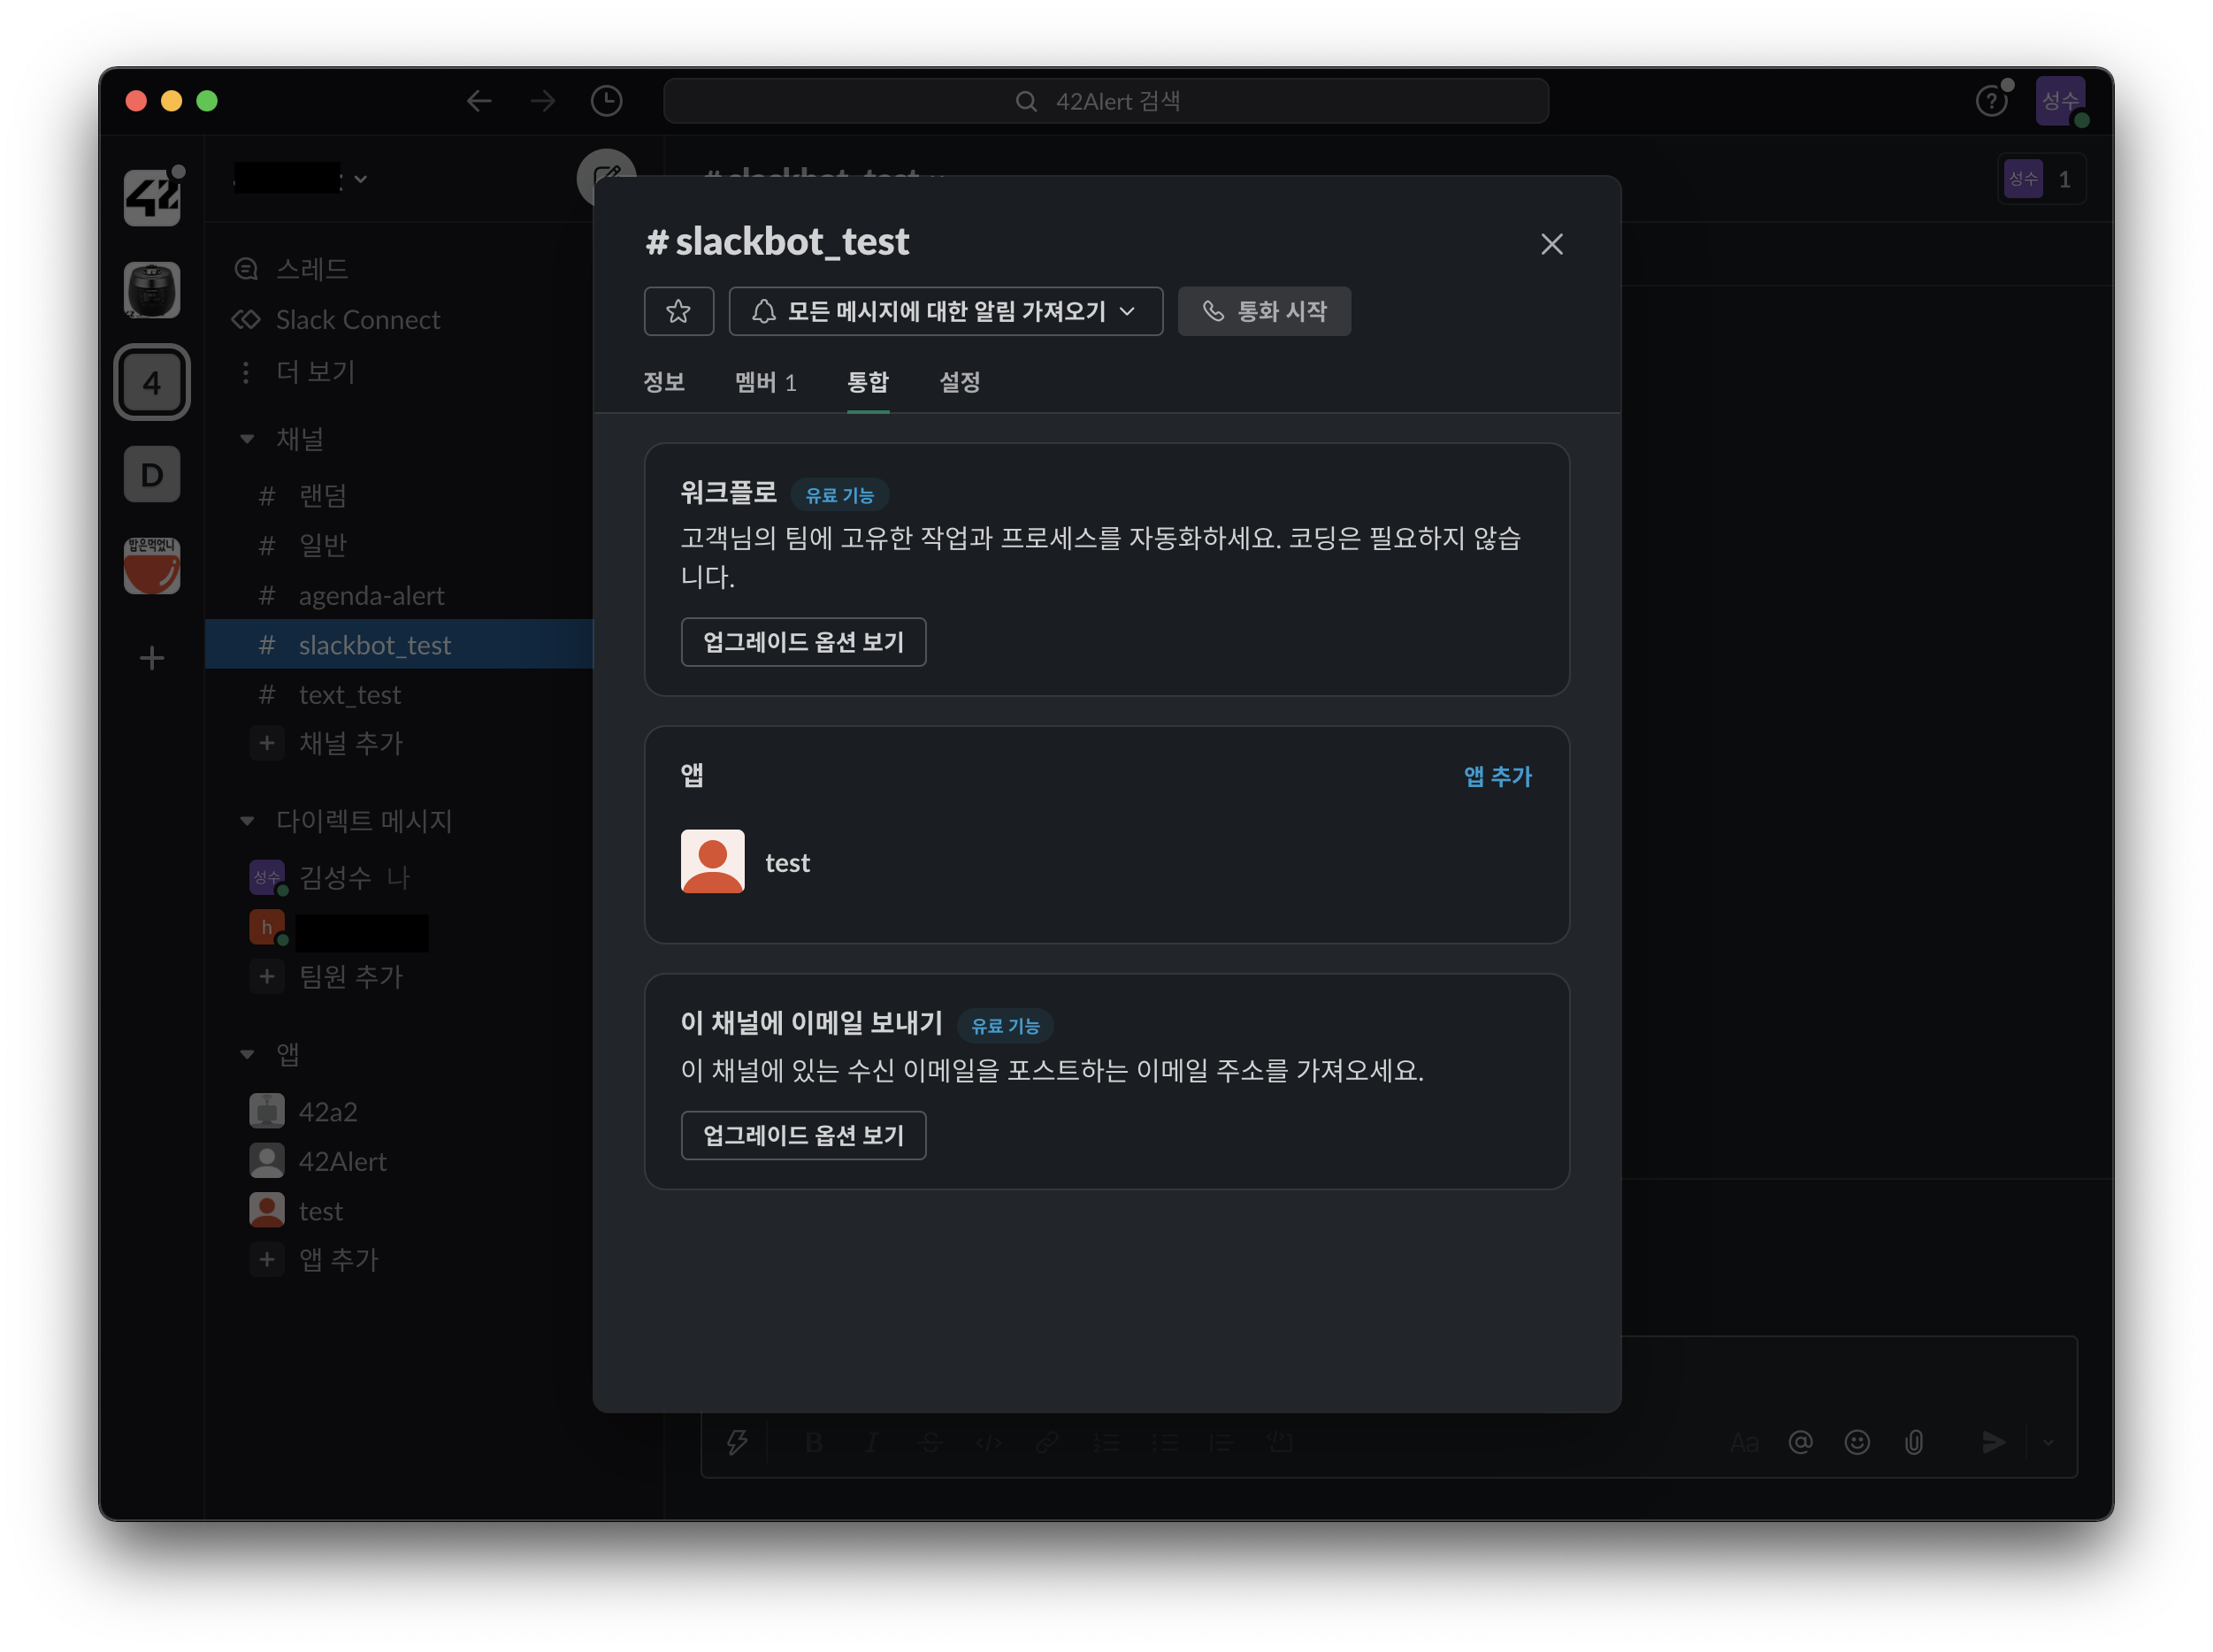 42Alert 검색
성수
42
스레드
Slack Connect
더 보기
4
채널
# 랜덤
D
# 일반
밥은먹었니
# agenda-alert
# slackbot_test
# text_test
채널 추가
다이렉트 메시지
성수 김성수 나
h
팀원 추가
앱
42a2
42Alert
test
앱 추가
# slackbot_test
성수 1
# slackbot_test
모든 메시지에 대한 알림 가져오기
통화 시작
정보 멤버 1 통합 설정
워크플로 유료 기능
고객님의 팀에 고유한 작업과 프로세스를 자동화하세요. 코딩은 필요하지 않습
니다.
업그레이드 옵션 보기
앱 앱 추가
test
이 채널에 이메일 보내기 유료 기능
이 채널에 있는 수신 이메일을 포스트하는 이메일 주소를 가져오세요.
업그레이드 옵션 보기
B I S Aa @